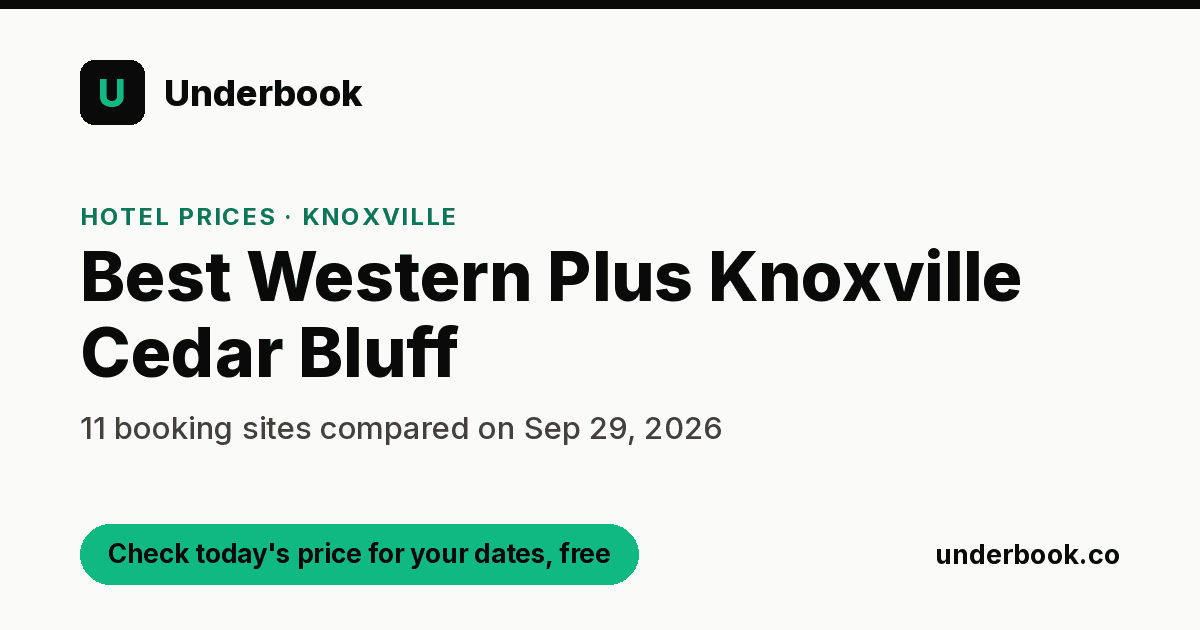 U Underbook
HOTEL PRICES · KNOXVILLE
Best Western Plus Knoxville
Cedar Bluff
11 booking sites compared on Sep 29, 2026
Check today's price for your dates, free
underbook.co